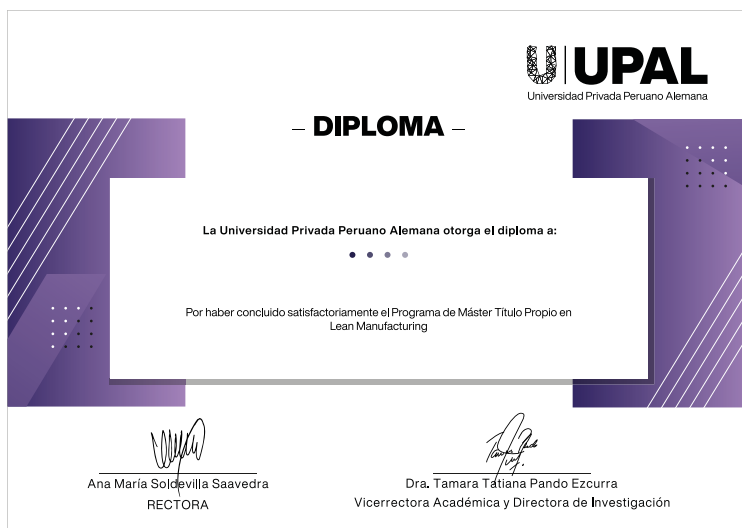 UPAL
Universidad Privada Peruano Alemana
– DIPLOMA –
La Universidad Privada Peruano Alemana otorga el diploma a:
Por haber concluido satisfactoriamente el Programa de Máster Título Propio en
Lean Manufacturing
Ana María Soldevilla Saavedra
RECTORA
Dra. Tamara Tatiana Pando Ezcurra
Vicerrectora Académica y Directora de Investigación